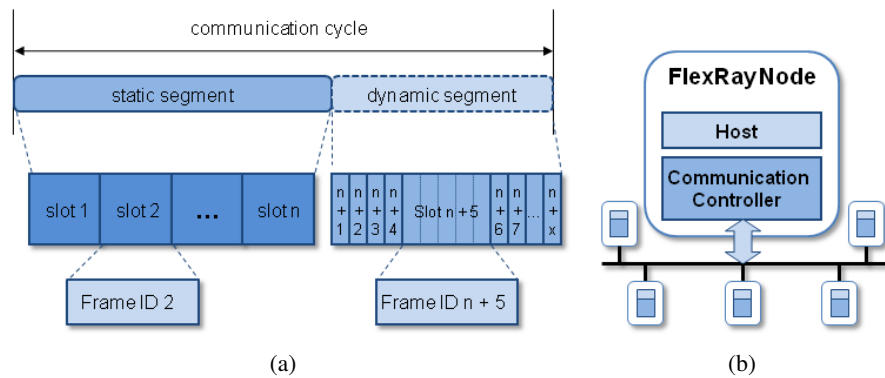 communication cycle
static segment
dynamic segment
slot 1
slot 2
...
slot n
n + 1
n + 2
n + 3
n + 4
Slot n + 5
n + 6
n + 7
...
n + x
Frame ID 2
Frame ID n + 5
(a)
FlexRayNode
Host
Communication
Controller
(b)